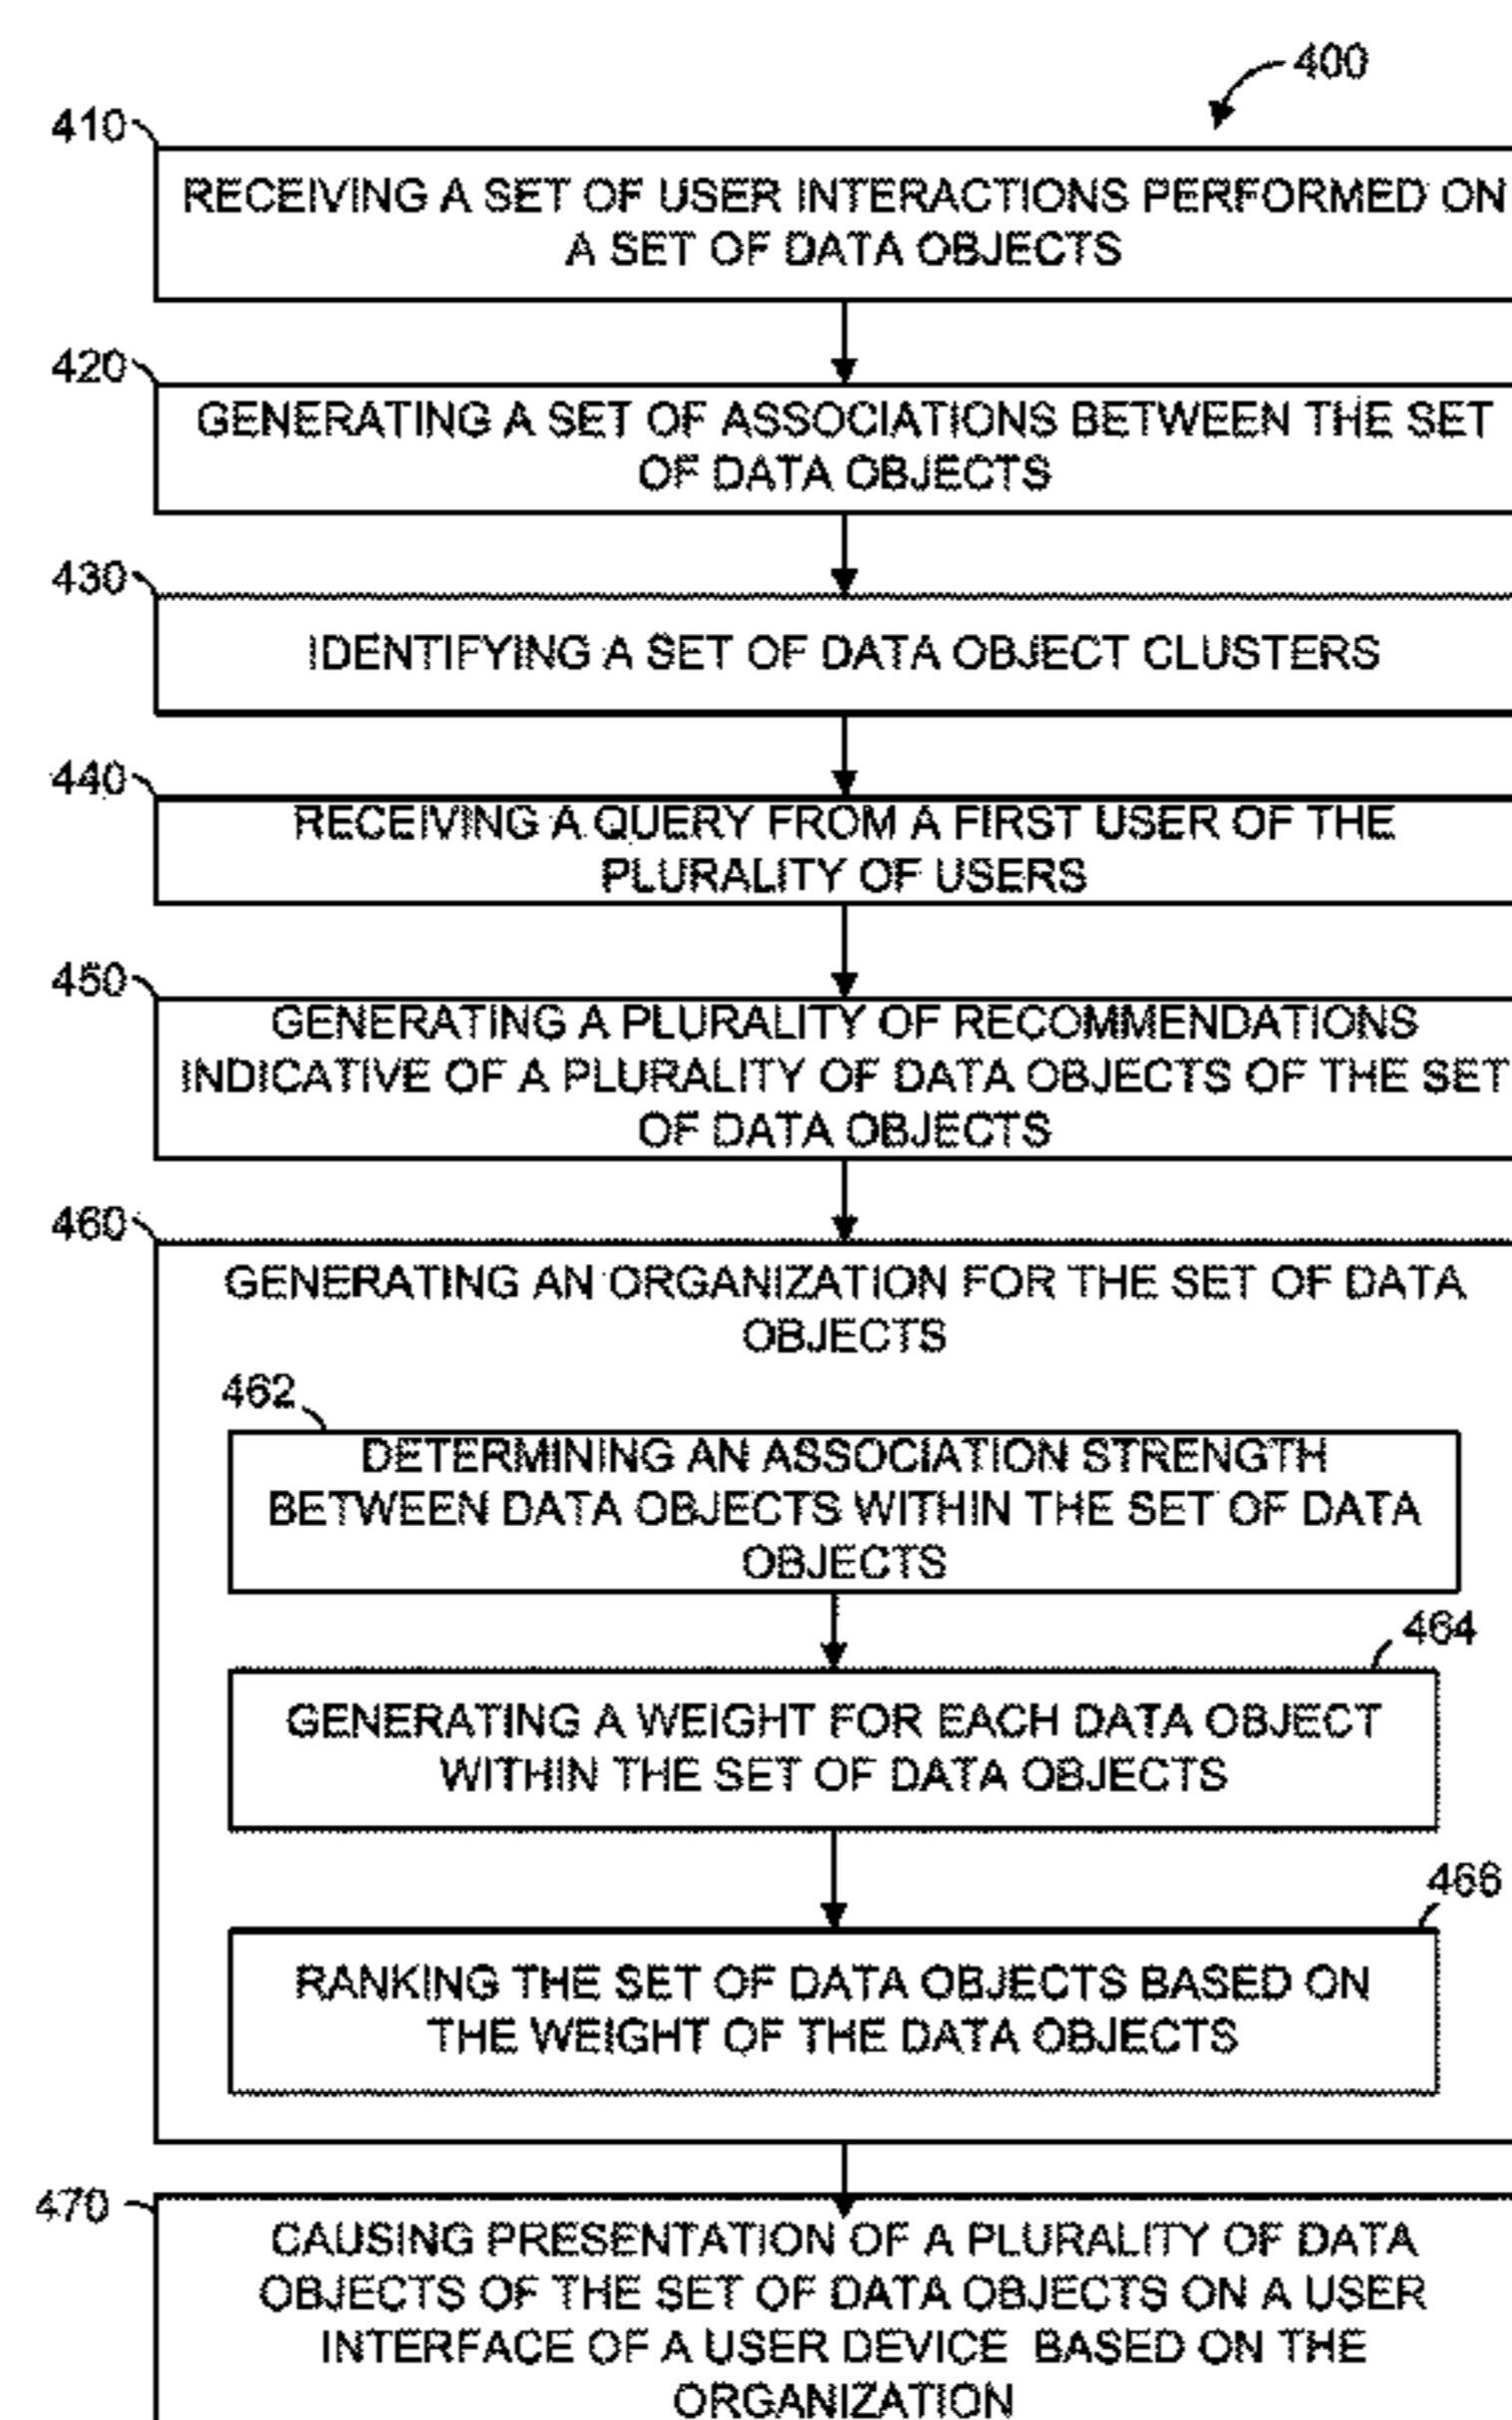 400
410
RECEIVING A SET OF USER INTERACTIONS PERFORMED ON
A SET OF DATA OBJECTS
420
GENERATING A SET OF ASSOCIATIONS BETWEEN THE SET
OF DATA OBJECTS
430
IDENTIFYING A SET OF DATA OBJECT CLUSTERS
440
RECEIVING A QUERY FROM A FIRST USER OF THE
PLURALITY OF USERS
450
GENERATING A PLURALITY OF RECOMMENDATIONS
INDICATIVE OF A PLURALITY OF DATA OBJECTS OF THE SET
OF DATA OBJECTS
460
GENERATING AN ORGANIZATION FOR THE SET OF DATA
OBJECTS
462
DETERMINING AN ASSOCIATION STRENGTH
BETWEEN DATA OBJECTS WITHIN THE SET OF DATA
OBJECTS
464
GENERATING A WEIGHT FOR EACH DATA OBJECT
WITHIN THE SET OF DATA OBJECTS
466
RANKING THE SET OF DATA OBJECTS BASED ON
THE WEIGHT OF THE DATA OBJECTS
470
CAUSING PRESENTATION OF A PLURALITY OF DATA
OBJECTS OF THE SET OF DATA OBJECTS ON A USER
INTERFACE OF A USER DEVICE BASED ON THE
ORGANIZATION